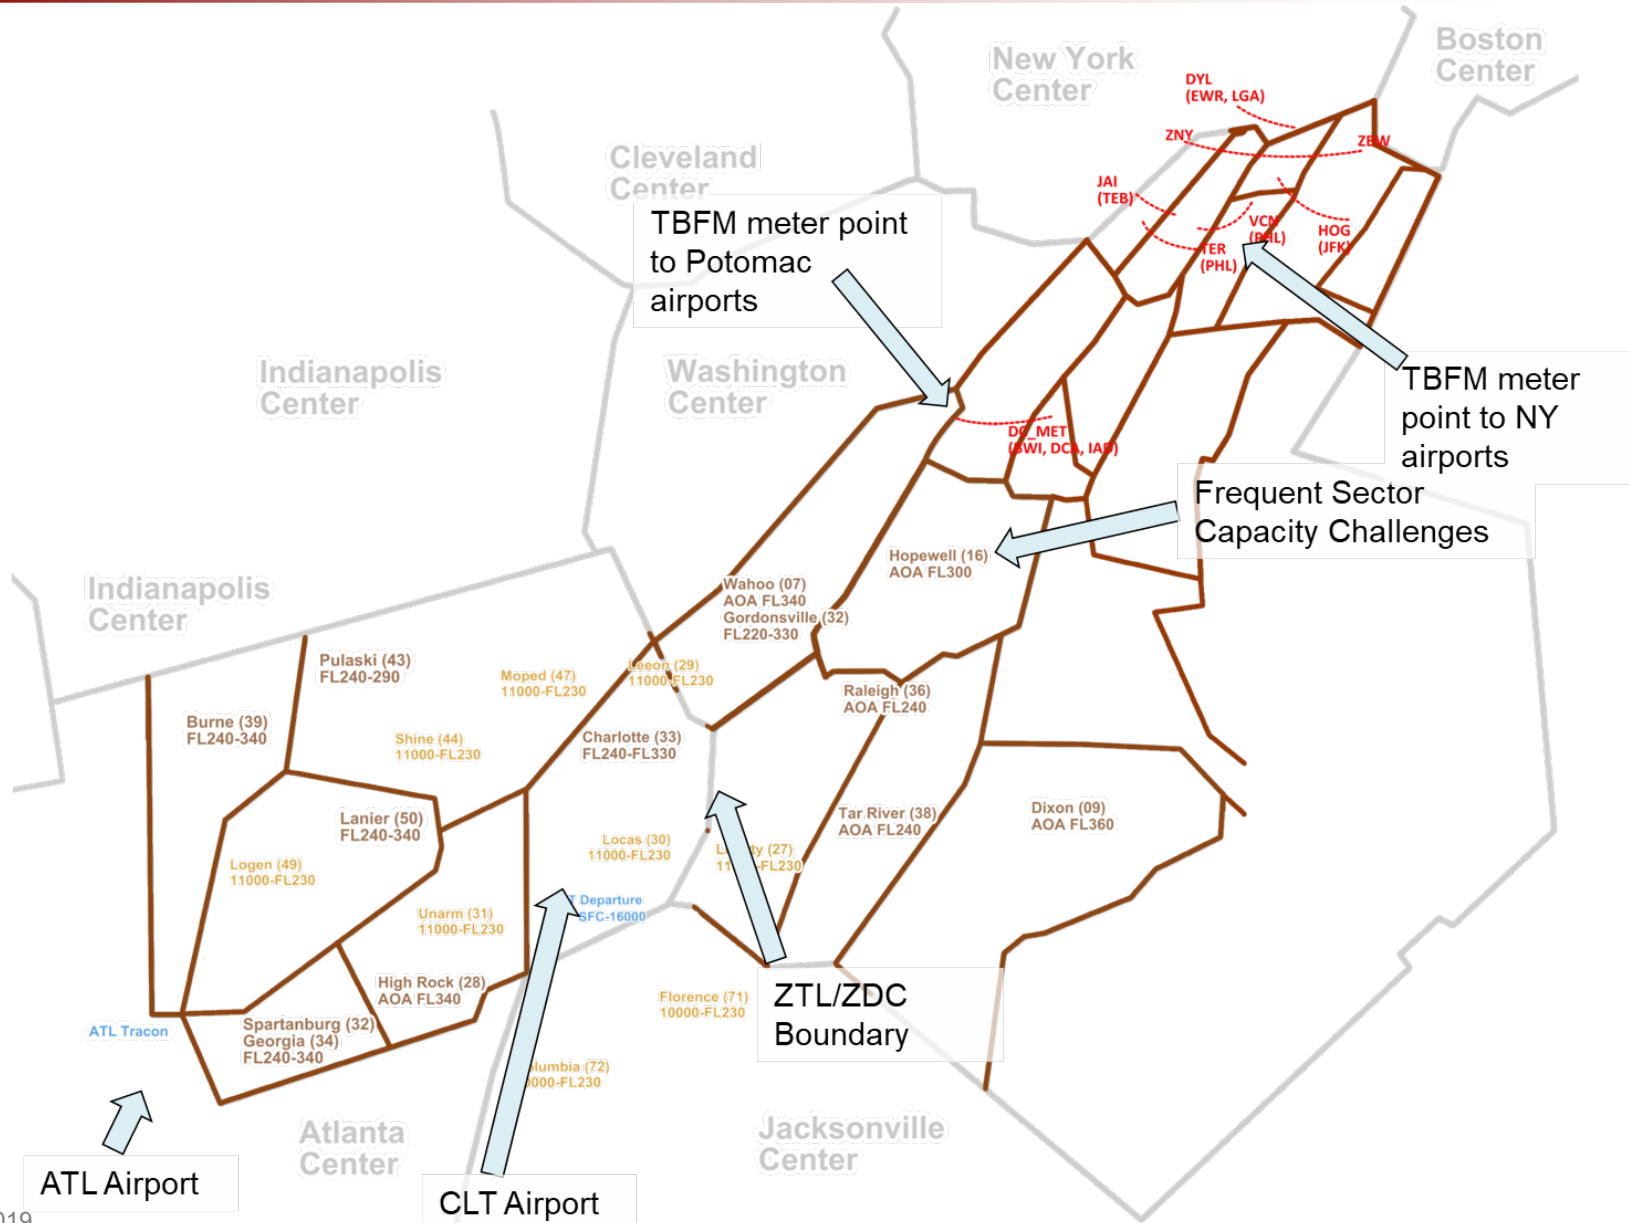 New York
Center
Boston
Center
DYL
(EWR, LGA)
ZNY
ZBW
Cleveland
Center
JAI
(TEB)
TBFM meter point
to Potomac
airports
VCN
(PHL)
HOG
(JFK)
TER
(PHL)
Indianapolis
Center
Washington
Center
TBFM meter
point to NY
airports
DC_MET
(BWI, DCA, IAD)
Frequent Sector
Capacity Challenges
Hopewell (16)
AOA FL300
Indianapolis
Center
Wahoo (07)
AOA FL340
Gordonsville (32)
FL220-330
Pulaski (43)
FL240-290
Moped (47)
11000-FL230
Leeon (29)
11000-FL230
Raleigh (36)
AOA FL240
Burne (39)
FL240-340
Shine (44)
11000-FL230
Charlotte (33)
FL240-FL330
Lanier (50)
FL240-340
Tar River (38)
AOA FL240
Dixon (09)
AOA FL360
Locas (30)
11000-FL230
(27)
-FL230
Logen (49)
11000-FL230
Departure
SFC-16000
Unarm (31)
11000-FL230
High Rock (28)
AOA FL340
Florence (71)
10000-FL230
ZTL/ZDC
Boundary
ATL Tracon
Spartanburg (32)
Georgia (34)
FL240-340
(72)
000-FL230
Atlanta
Center
Jacksonville
Center
ATL Airport
CLT Airport